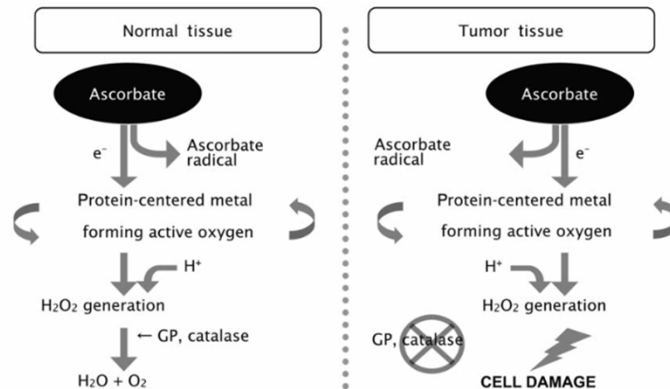 Normal tissue
Ascorbate
e⁻
Ascorbate
radical
Protein-centered metal
forming active oxygen
H⁺
H₂O₂ generation
← GP, catalase
H₂O + O₂
Tumor tissue
Ascorbate
Ascorbate
radical
e⁻
Protein-centered metal
forming active oxygen
H⁺
H₂O₂ generation
GP, catalase
CELL DAMAGE